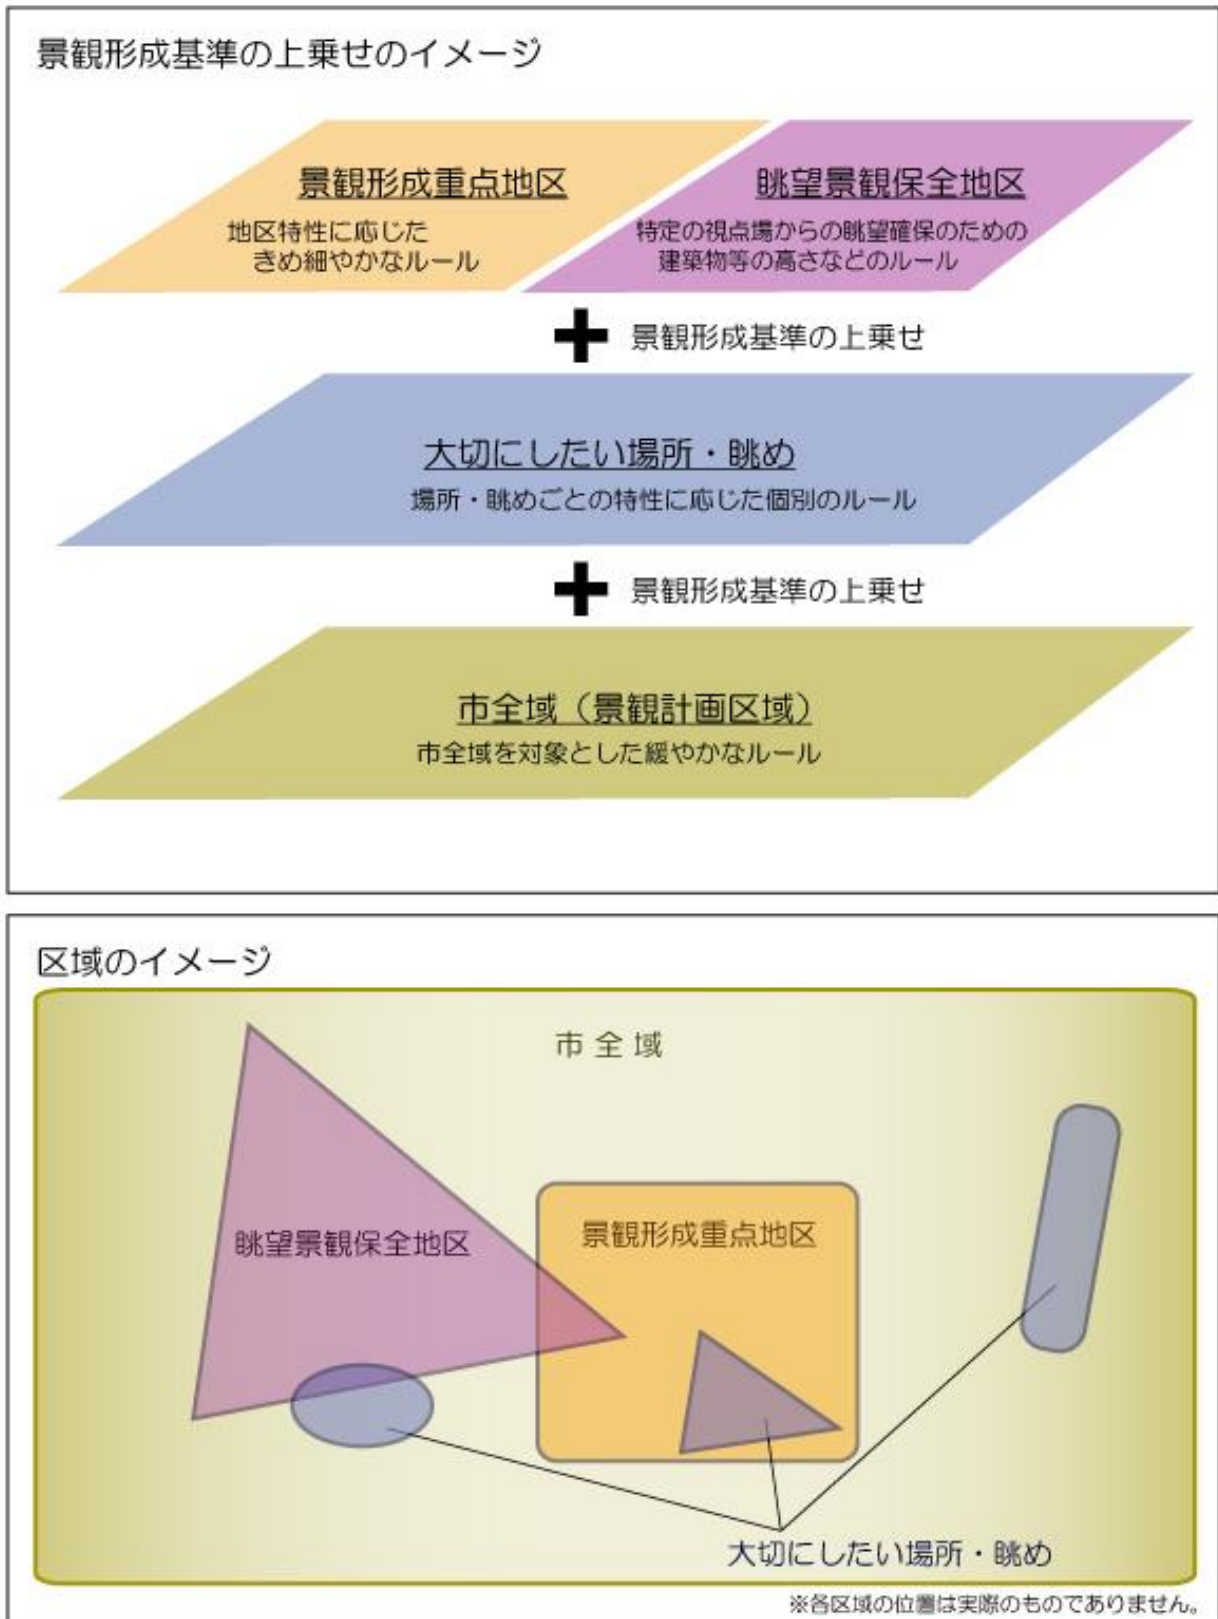 景観形成基準の上乗せのイメージ
景観形成重点地区
地区特性に応じた
きめ細やかなルール
眺望景観保全地区
特定の視点場からの眺望確保のための
建築物等の高さなどのルール
景観形成基準の上乗せ
大切にしたい場所・眺め
場所・眺めごとの特性に応じた個別のルール
景観形成基準の上乗せ
市全域（景観計画区域）
市全域を対象とした緩やかなルール
区域のイメージ
市全域
眺望景観保全地区
景観形成重点地区
大切にしたい場所・眺め
※各区域の位置は実際のものでありません。